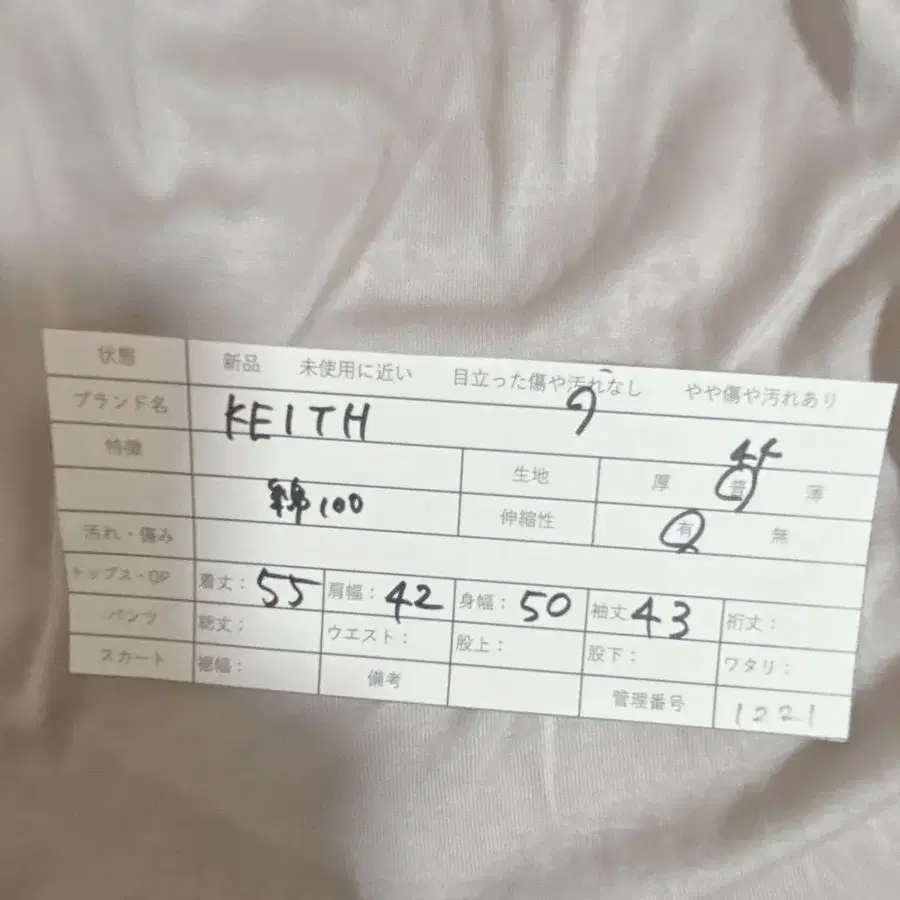 状態 新品 未使用に近い 目立った傷や汚れなし やや傷や汚れあり
ブランド名 KEITH
特徴 生地 厚 普 薄
綿100 伸縮性 有 無
汚れ・傷み
トップス・OP 着丈: 55 肩幅: 42 身幅: 50 袖丈 43 裄丈:
パンツ 総丈: ウエスト: 股上: 股下: ワタリ:
スカート 裾幅: 備考 管理番号 1221